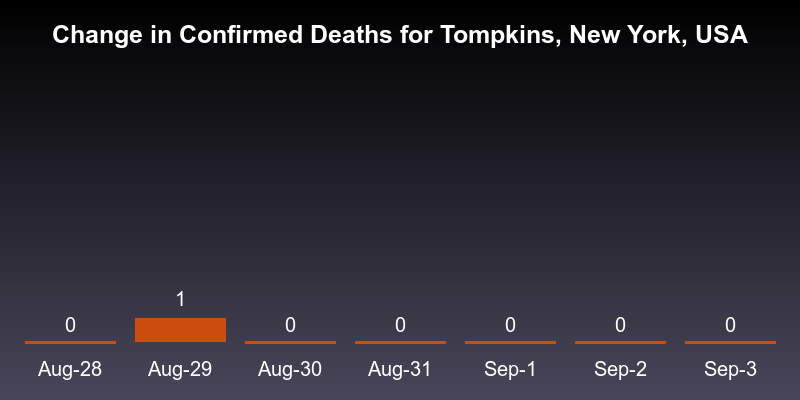 Change in Confirmed Deaths for Tompkins, New York, USA
0 1 0 0 0 0 0
Aug-28 Aug-29 Aug-30 Aug-31 Sep-1 Sep-2 Sep-3